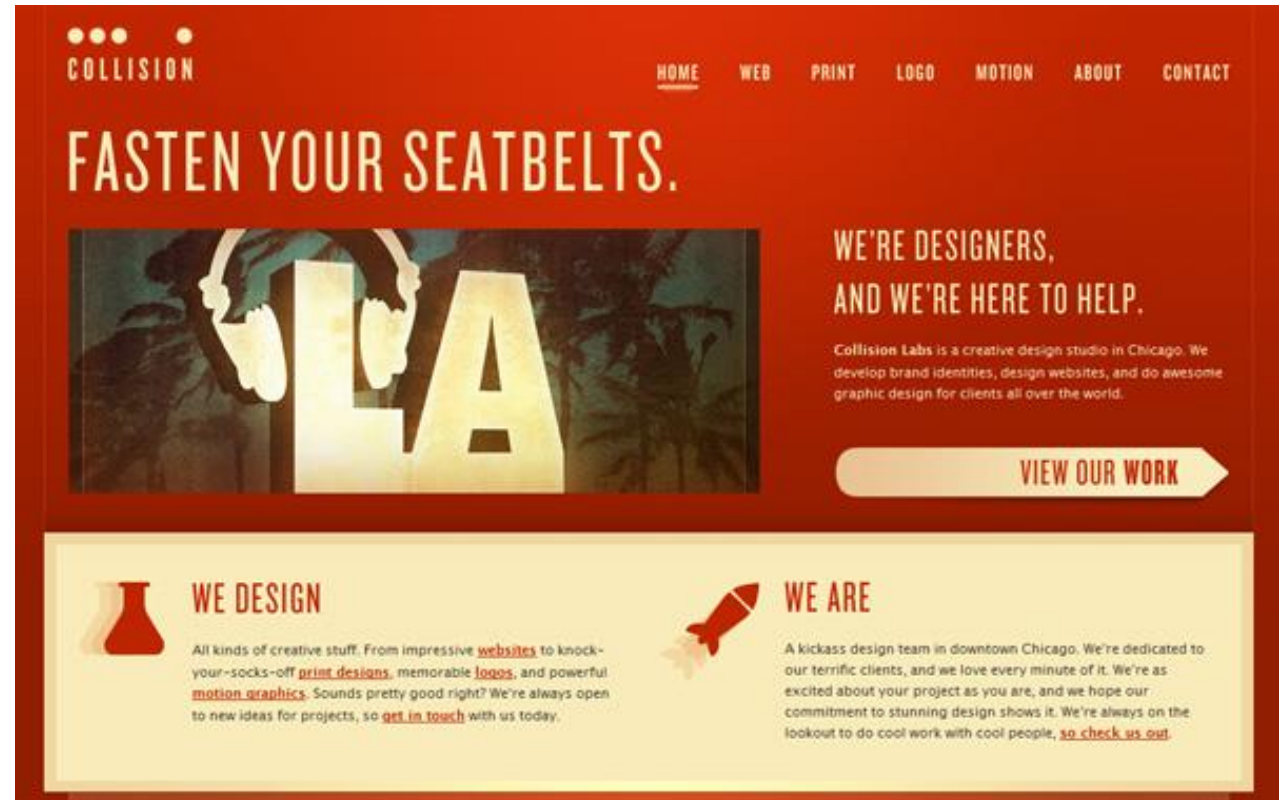 COLLISION
HOME WEB PRINT LOGO MOTION ABOUT CONTACT
FASTEN YOUR SEATBELTS.
LA
WE'RE DESIGNERS,
AND WE'RE HERE TO HELP.
Collision Labs is a creative design studio in Chicago. We
develop brand identities, design websites, and do awesome
graphic design for clients all over the world.
VIEW OUR WORK
WE DESIGN
All kinds of creative stuff. From impressive websites to knock-
your-socks-off print designs, memorable logos, and powerful
motion graphics. Sounds pretty good right? We're always open
to new ideas for projects, so get in touch with us today.
WE ARE
A kickass design team in downtown Chicago. We're dedicated to
our terrific clients, and we love every minute of it. We're as
excited about your project as you are, and we hope our
commitment to stunning design shows it. We're always on the
lookout to do cool work with cool people, so check us out.